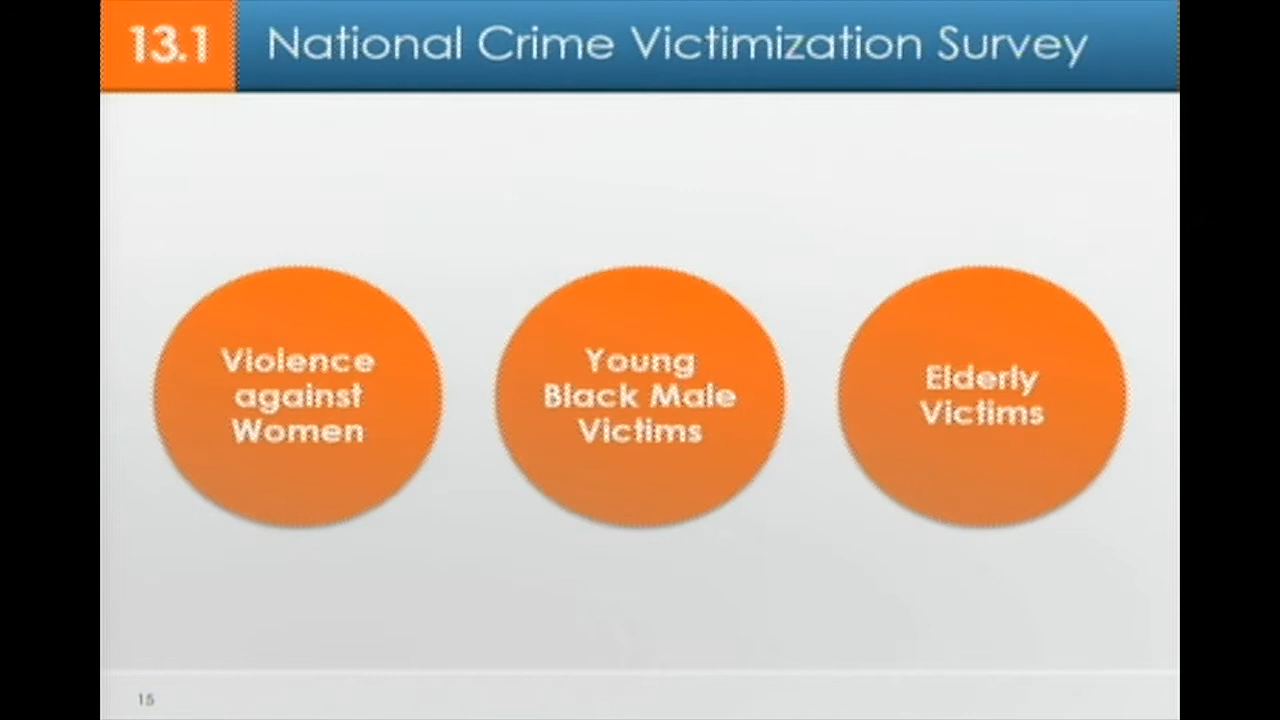 13.1 National Crime Victimization Survey
Violence
against
Women
Young
Black Male
Victims
Elderly
Victims
15